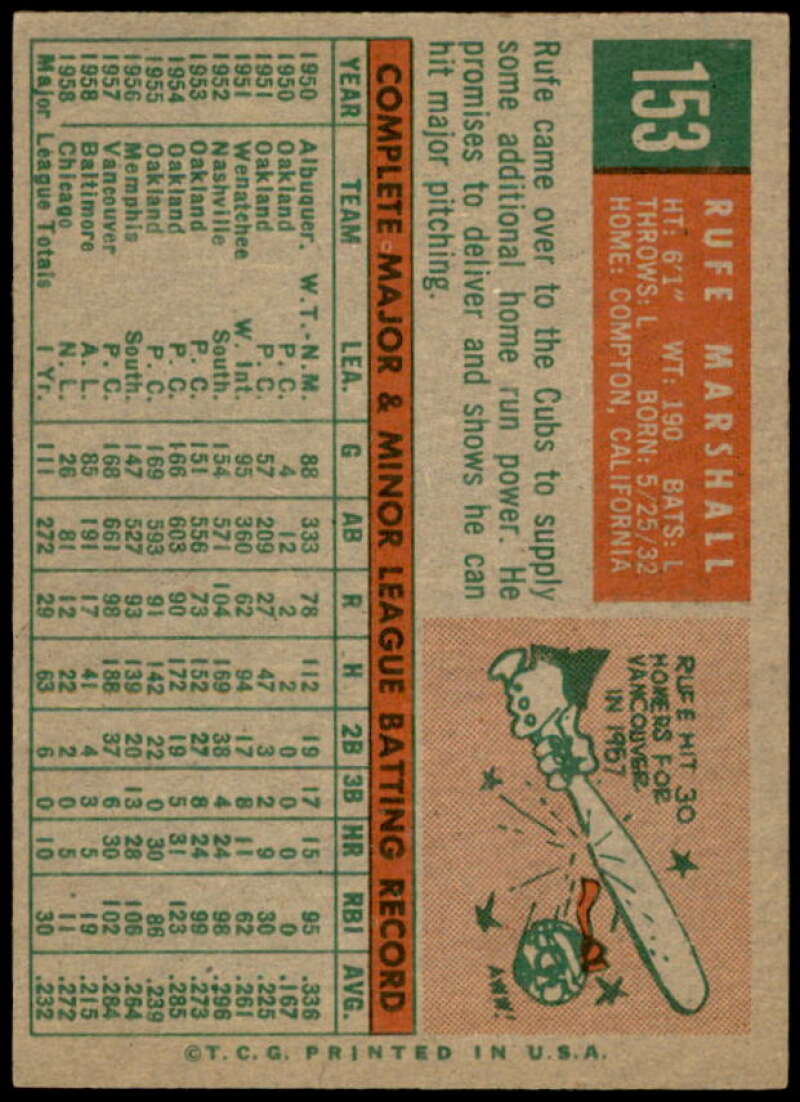 153
RUFE MARSHALL
HT: 6'1" WT: 190 BATS: L
THROWS: L BORN: 5/25/32
HOME: COMPTON, CALIFORNIA
Rufe came over to the Cubs to supply
some additional home run power. He
promises to deliver and shows he can
hit major pitching.
RUFE HIT 30
HOMERS FOR
VANCOUVER
IN 1957
AWW!
COMPLETE MAJOR & MINOR LEAGUE BATTING RECORD
YEAR TEAM LEA. G AB R H 2B 3B HR RBI AVG.
1950 Albuquer. W.T.-N.M. 88 333 78 112 19 17 15 95 .336
1950 Oakland P.C. 4 12 2 2 0 0 0 0 .167
1951 Oakland P.C. 57 209 27 47 3 2 9 30 .225
1951 Wenatchee W. Int. 95 360 62 94 17 8 11 62 .261
1952 Nashville South. 154 571 104 169 38 4 24 98 .296
1953 Oakland P.C. 151 556 73 152 27 8 24 99 .273
1954 Oakland P.C. 166 603 90 172 19 5 31 123 .285
1955 Oakland P.C. 169 593 91 142 22 0 30 86 .239
1956 Memphis South. 147 527 93 139 20 13 28 106 .264
1957 Vancouver P.C. 168 661 98 188 37 6 30 102 .284
1958 Baltimore A.L. 85 191 17 41 4 3 5 19 .215
1958 Chicago N.L. 26 81 12 22 2 0 5 11 .272
Major League Totals 1 Yr. 111 272 29 63 6 0 10 30 .232
©T.C.G. PRINTED IN U.S.A.